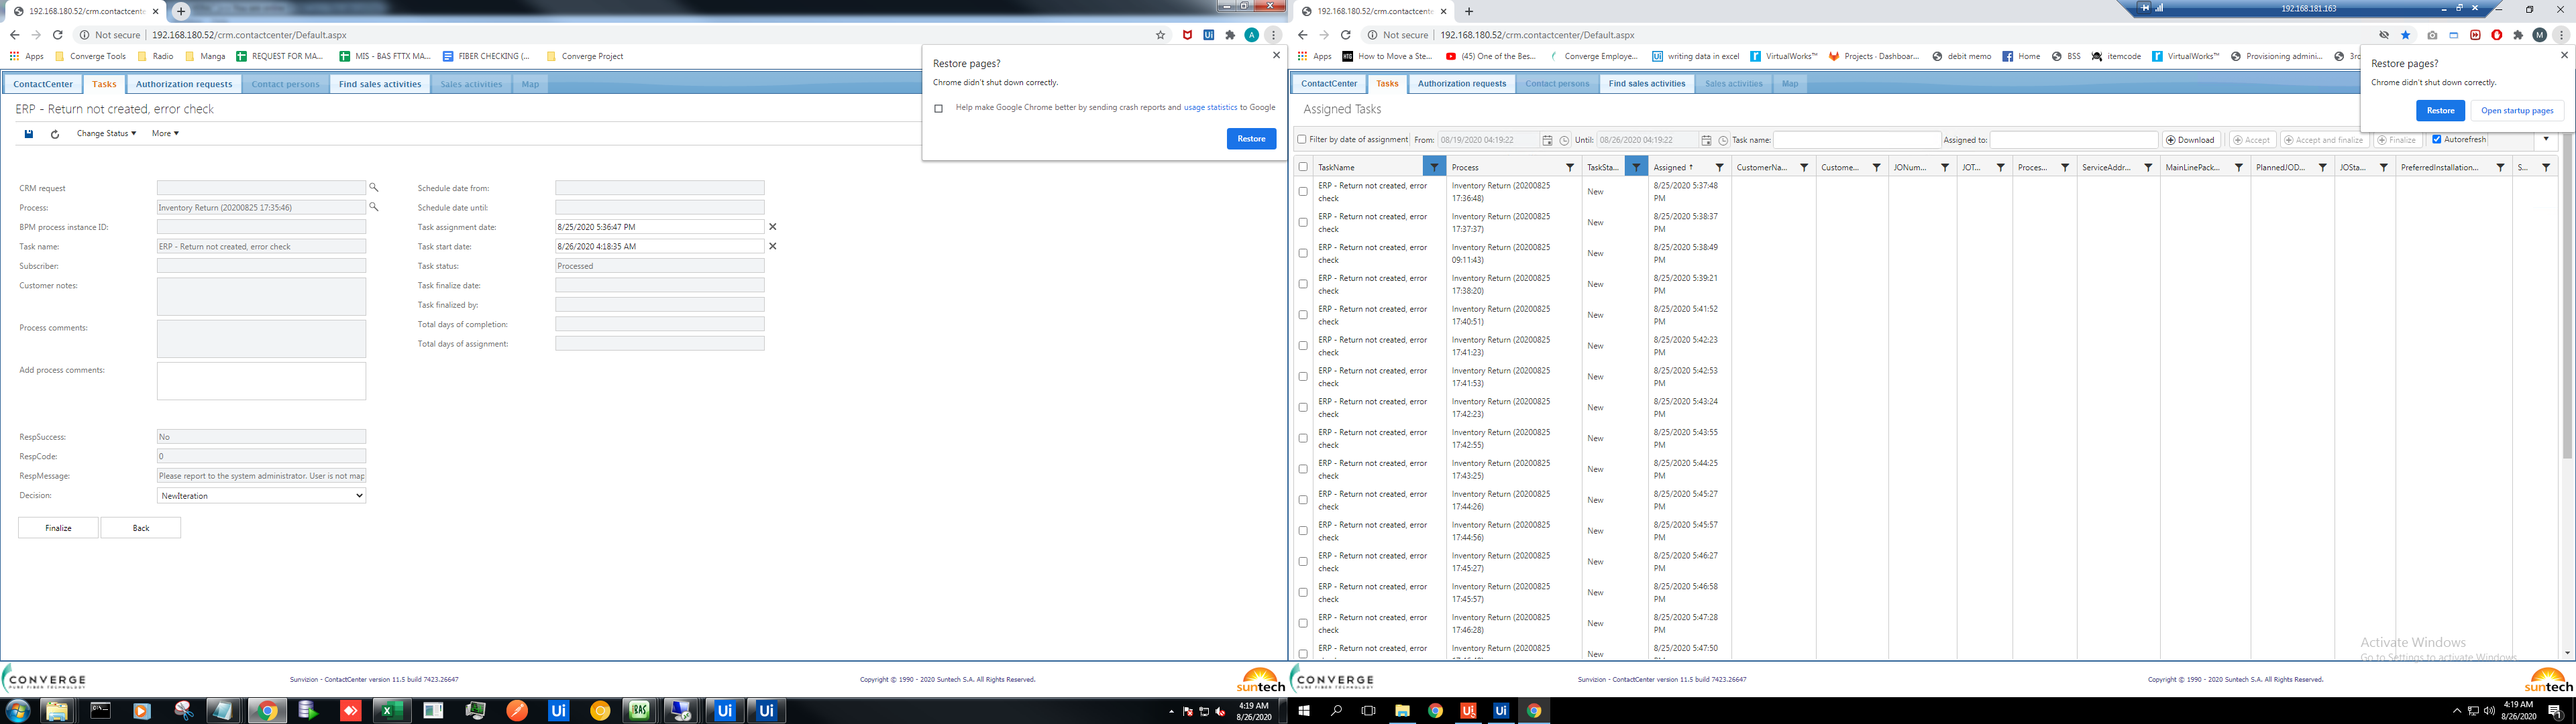 192.168.180.52/crm.contactcenter
Not secure | 192.168.180.52/crm.contactcenter/Default.aspx
Apps Converge Tools Radio Manga REQUEST FOR MA... MIS - BAS FTTX MA... FIBER CHECKING (... Converge Project
ContactCenter Tasks Authorization requests Contact persons Find sales activities Sales activities Map
ERP - Return not created, error check
Change Status More
Restore pages?
Chrome didn't shut down correctly.
Help make Google Chrome better by sending crash reports and usage statistics to Google
Restore
CRM request
Process: Inventory Return (20200825 17:35:46)
BPM process instance ID:
Task name: ERP - Return not created, error check
Subscriber:
Customer notes:
Process comments:
Add process comments:
Schedule date from:
Schedule date until:
Task assignment date: 8/25/2020 5:36:47 PM
Task start date: 8/26/2020 4:18:35 AM
Task status: Processed
Task finalize date:
Task finalized by:
Total days of completion:
Total days of assignment:
RespSuccess: No
RespCode: 0
RespMessage: Please report to the system administrator. User is not map
Decision: NewIteration
Finalize Back
CONVERGE
PURE FIBER TECHNOLOGY
Sunvizion - ContactCenter version 11.5 build 7423.26647
Copyright © 1990 - 2020 Suntech S.A. All Rights Reserved.
suntech
4:19 AM
8/26/2020
192.168.180.52/crm.contactcenter
192.168.181.163
Not secure | 192.168.180.52/crm.contactcenter/Default.aspx
Apps How to Move a Ste... (45) One of the Bes... Converge Employe... writing data in excel VirtualWorks™ Projects - Dashboar... debit memo Home BSS itemcode VirtualWorks™ Provisioning admini...
ContactCenter Tasks Authorization requests Contact persons Find sales activities Sales activities Map
Restore pages?
Chrome didn't shut down correctly.
Restore Open startup pages
Assigned Tasks
Filter by date of assignment From: 08/19/2020 04:19:22 Until: 08/26/2020 04:19:22 Task name: Assigned to: Download Accept Accept and finalize Finalize Autorefresh
TaskName Process TaskSta... Assigned CustomerNa... Custome... JONum... JOT... Proces... ServiceAddr... MainLinePack... PlannedJOD... JOSta... PreferredInstallation... S...
ERP - Return not created, error check Inventory Return (20200825 17:36:48) New 8/25/2020 5:37:48 PM
ERP - Return not created, error check Inventory Return (20200825 17:37:37) New 8/25/2020 5:38:37 PM
ERP - Return not created, error check Inventory Return (20200825 09:11:43) New 8/25/2020 5:38:49 PM
ERP - Return not created, error check Inventory Return (20200825 17:38:20) New 8/25/2020 5:39:21 PM
ERP - Return not created, error check Inventory Return (20200825 17:40:51) New 8/25/2020 5:41:52 PM
ERP - Return not created, error check Inventory Return (20200825 17:41:23) New 8/25/2020 5:42:23 PM
ERP - Return not created, error check Inventory Return (20200825 17:41:53) New 8/25/2020 5:42:53 PM
ERP - Return not created, error check Inventory Return (20200825 17:42:23) New 8/25/2020 5:43:24 PM
ERP - Return not created, error check Inventory Return (20200825 17:42:55) New 8/25/2020 5:43:55 PM
ERP - Return not created, error check Inventory Return (20200825 17:43:25) New 8/25/2020 5:44:25 PM
ERP - Return not created, error check Inventory Return (20200825 17:44:26) New 8/25/2020 5:45:27 PM
ERP - Return not created, error check Inventory Return (20200825 17:44:56) New 8/25/2020 5:45:57 PM
ERP - Return not created, error check Inventory Return (20200825 17:45:27) New 8/25/2020 5:46:27 PM
ERP - Return not created, error check Inventory Return (20200825 17:45:57) New 8/25/2020 5:46:58 PM
ERP - Return not created, error check Inventory Return (20200825 17:46:28) New 8/25/2020 5:47:28 PM
ERP - Return not created, error Inventory Return (20200825 New 8/25/2020 5:47:50
Activate Windows
Go to Settings to activate Windows.
CONVERGE
PURE FIBER TECHNOLOGY
Sunvizion - ContactCenter version 11.5 build 7423.26647
Copyright © 1990 - 2020 Suntech S.A. All Rights Reserved.
suntech
4:19 AM
8/26/2020